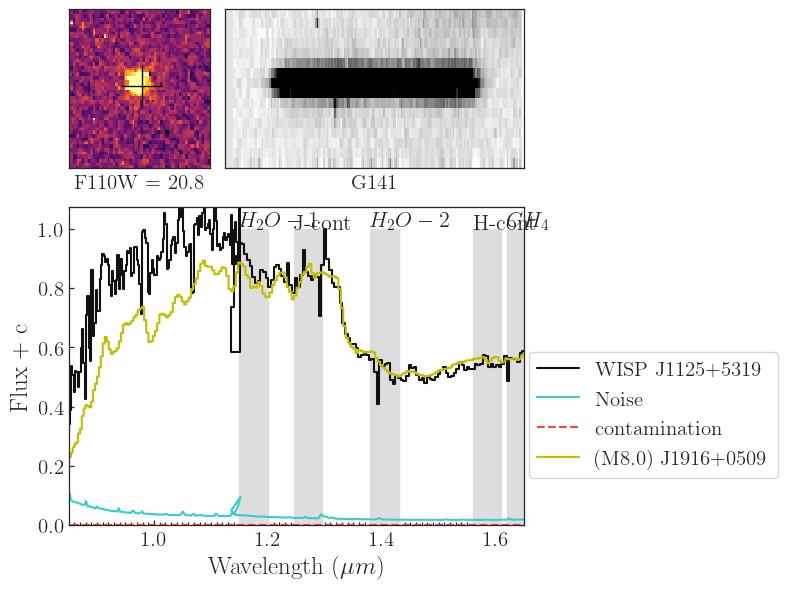 F110W = 20.8
G141
H₂O − 1
J-cont
H₂O − 2
H-cont
CH₄
1.0
0.8
0.6
0.4
0.2
0.0
Flux + c
1.0
1.2
1.4
1.6
Wavelength (μm)
WISP J1125+5319
Noise
contamination
(M8.0) J1916+0509